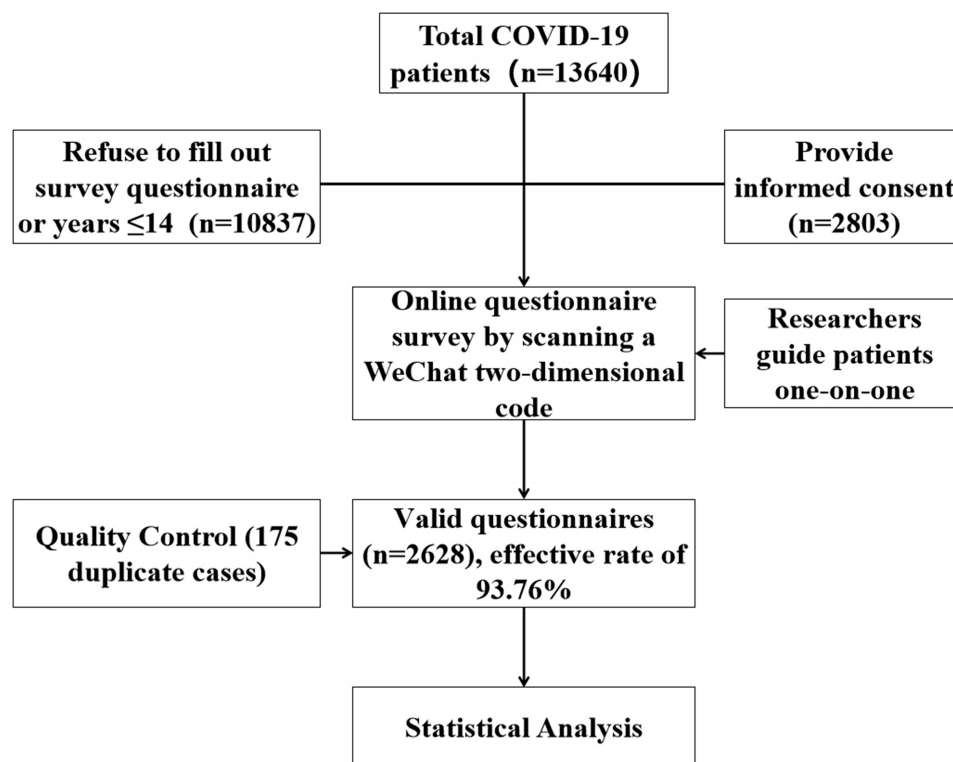 Total COVID-19
patients（n=13640）
Refuse to fill out
survey questionnaire
or years ≤14 (n=10837)
Provide
informed consent
(n=2803)
Online questionnaire
survey by scanning a
WeChat two-dimensional
code
Researchers
guide patients
one-on-one
Quality Control (175
duplicate cases)
Valid questionnaires
(n=2628), effective rate of
93.76%
Statistical Analysis